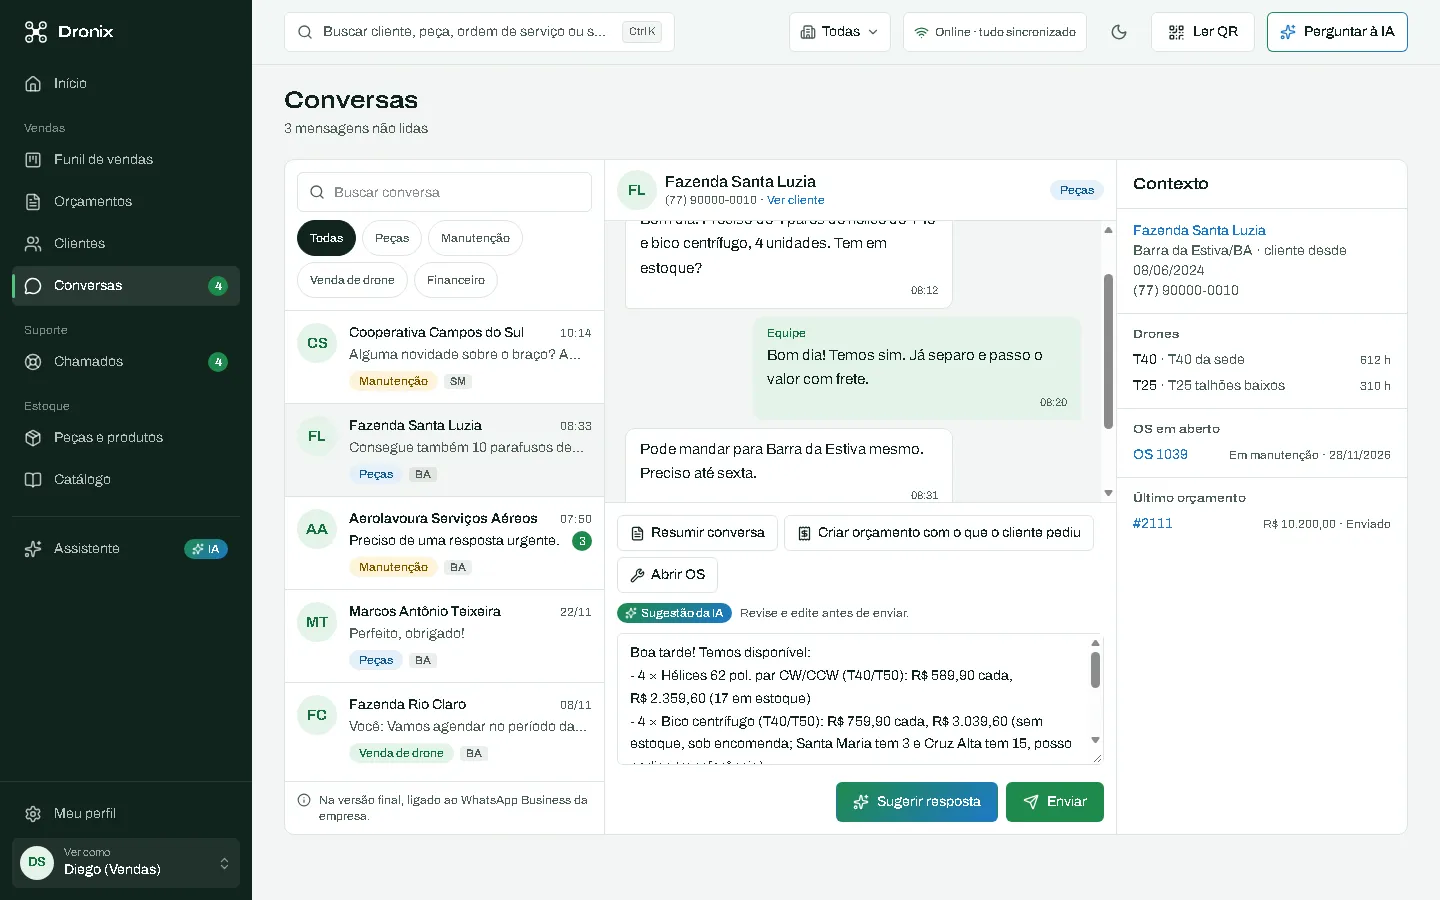 Dronix
Início
Vendas
Funil de vendas
Orçamentos
Clientes
Conversas 4
Suporte
Chamados 4
Estoque
Peças e produtos
Catálogo
Assistente IA
Meu perfil
DS
Ver como
Diego (Vendas)
Buscar cliente, peça, ordem de serviço ou s... Ctrl K
Todas
Online · tudo sincronizado
Ler QR
Perguntar à IA
Conversas
3 mensagens não lidas
Buscar conversa
Todas Peças Manutenção
Venda de drone Financeiro
CS
Cooperativa Campos do Sul 10:14
Alguma novidade sobre o braço? A...
Manutenção SM
FL
Fazenda Santa Luzia 08:33
Consegue também 10 parafusos de...
Peças BA
AA
Aerolavoura Serviços Aéreos 07:50
Preciso de uma resposta urgente. 3
Manutenção BA
MT
Marcos Antônio Teixeira 22/11
Perfeito, obrigado!
Peças BA
FC
Fazenda Rio Claro 08/11
Você: Vamos agendar no período da...
Venda de drone BA
Na versão final, ligado ao WhatsApp Business da
empresa.
FL
Fazenda Santa Luzia
(77) 90000-0010 · Ver cliente
Peças
e bico centrífugo, 4 unidades. Tem em
estoque?
08:12
Equipe
Bom dia! Temos sim. Já separo e passo o
valor com frete.
08:20
Pode mandar para Barra da Estiva mesmo.
Preciso até sexta.
08:31
Resumir conversa
Criar orçamento com o que o cliente pediu
Abrir OS
Sugestão da IA Revise e edite antes de enviar.
Boa tarde! Temos disponível:
- 4 × Hélices 62 pol. par CW/CCW (T40/T50): R$ 589,90 cada,
R$ 2.359,60 (17 em estoque)
- 4 × Bico centrífugo (T40/T50): R$ 759,90 cada, R$ 3.039,60 (sem
estoque, sob encomenda; Santa Maria tem 3 e Cruz Alta tem 15, posso
Sugerir resposta
Enviar
Contexto
Fazenda Santa Luzia
Barra da Estiva/BA · cliente desde
08/06/2024
(77) 90000-0010
Drones
T40 · T40 da sede 612 h
T25 · T25 talhões baixos 310 h
OS em aberto
OS 1039 Em manutenção · 28/11/2026
Último orçamento
#2111 R$ 10.200,00 · Enviado